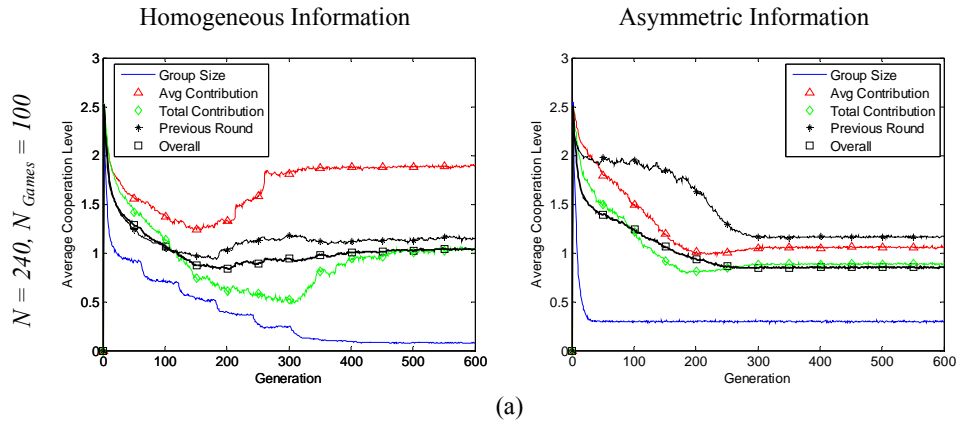 Homogeneous Information
Asymmetric Information
N = 240, N Games = 100
3
2.5
2
1.5
1
0.5
0
Average Cooperation Level
Group Size
Avg Contribution
Total Contribution
Previous Round
Overall
0 100 200 300 400 500 600
Generation
3
2.5
2
1.5
1
0.5
0
Average Cooperation Level
Group Size
Avg Contribution
Total Contribution
Previous Round
Overall
0 100 200 300 400 500 600
Generation
(a)